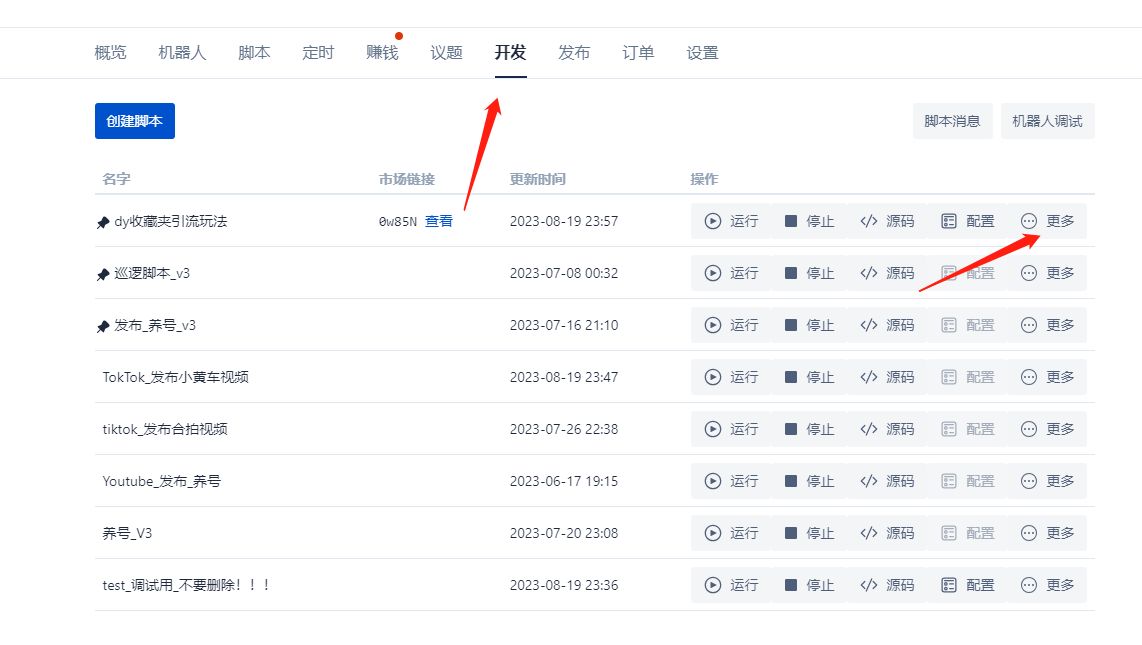 概览 机器人 脚本 定时 赚钱 议题 开发 发布 订单 设置
创建脚本 脚本消息 机器人调试
名字 市场链接 更新时间 操作
dy收藏夹引流玩法 0w85N 查看 2023-08-19 23:57 运行 停止 源码 配置 更多
巡逻脚本_v3 2023-07-08 00:32 运行 停止 源码 配置 更多
发布_养号_v3 2023-07-16 21:10 运行 停止 源码 配置 更多
TokTok_发布小黄车视频 2023-08-19 23:47 运行 停止 源码 配置 更多
tiktok_发布合拍视频 2023-07-26 22:38 运行 停止 源码 配置 更多
Youtube_发布_养号 2023-06-17 19:15 运行 停止 源码 配置 更多
养号_V3 2023-07-20 23:08 运行 停止 源码 配置 更多
test_调试用_不要删除！！！ 2023-08-19 23:36 运行 停止 源码 配置 更多